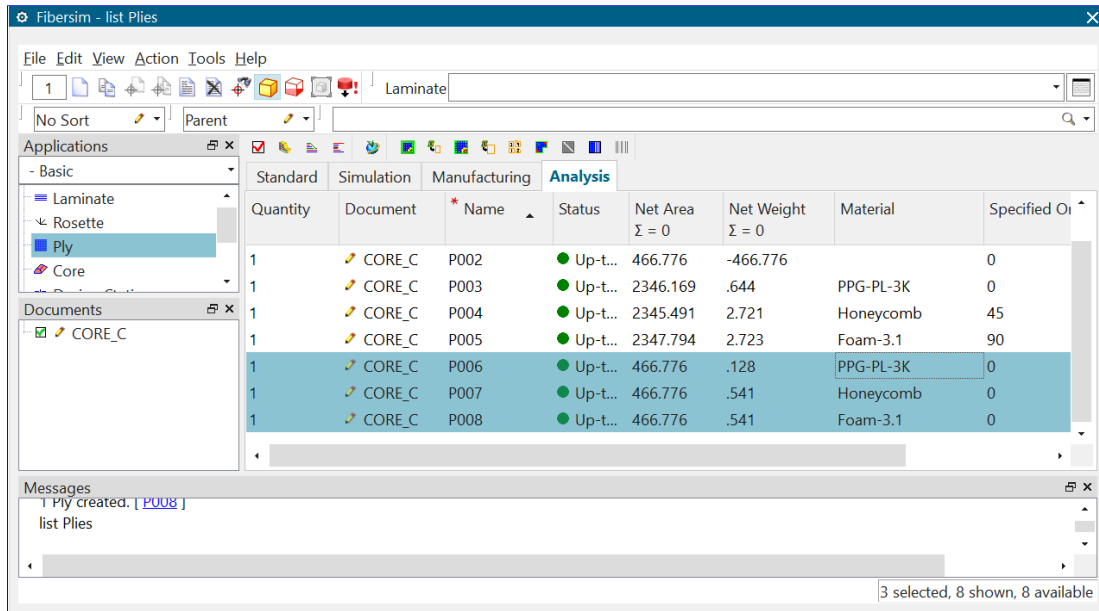 Fibersim - list Plies
File Edit View Action Tools Help
1 Laminate
No Sort Parent
Applications
- Basic
Laminate
Rosette
Ply
Core
Documents
CORE_C
Standard Simulation Manufacturing Analysis
Quantity Document * Name Status Net Area Net Weight Material Specified Or
Σ = 0 Σ = 0
1 CORE_C P002 Up-t... 466.776 -466.776 0
1 CORE_C P003 Up-t... 2346.169 .644 PPG-PL-3K 0
1 CORE_C P004 Up-t... 2345.491 2.721 Honeycomb 45
1 CORE_C P005 Up-t... 2347.794 2.723 Foam-3.1 90
1 CORE_C P006 Up-t... 466.776 .128 PPG-PL-3K 0
1 CORE_C P007 Up-t... 466.776 .541 Honeycomb 0
1 CORE_C P008 Up-t... 466.776 .541 Foam-3.1 0
Messages
1 Ply created. [ P008 ]
list Plies
3 selected, 8 shown, 8 available